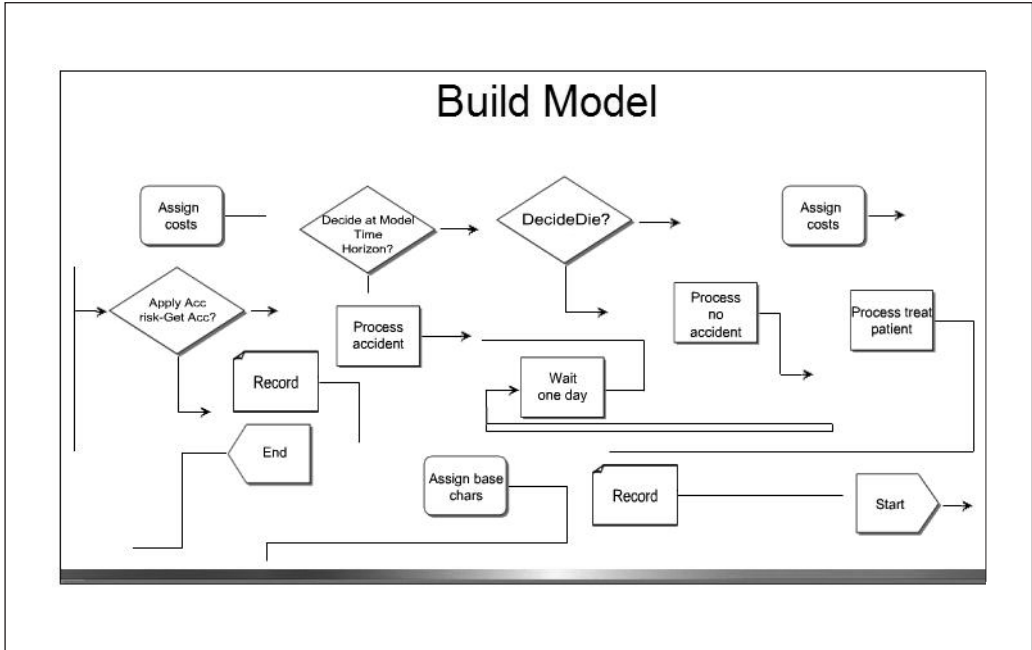 Build Model
Assign
costs
Decide at Model
Time
Horizon?
DecideDie?
Assign
costs
Apply Acc
risk-Get Acc?
Process
accident
Process
no
accident
Process treat
patient
Record
Wait
one day
End
Assign base
chars
Record
Start